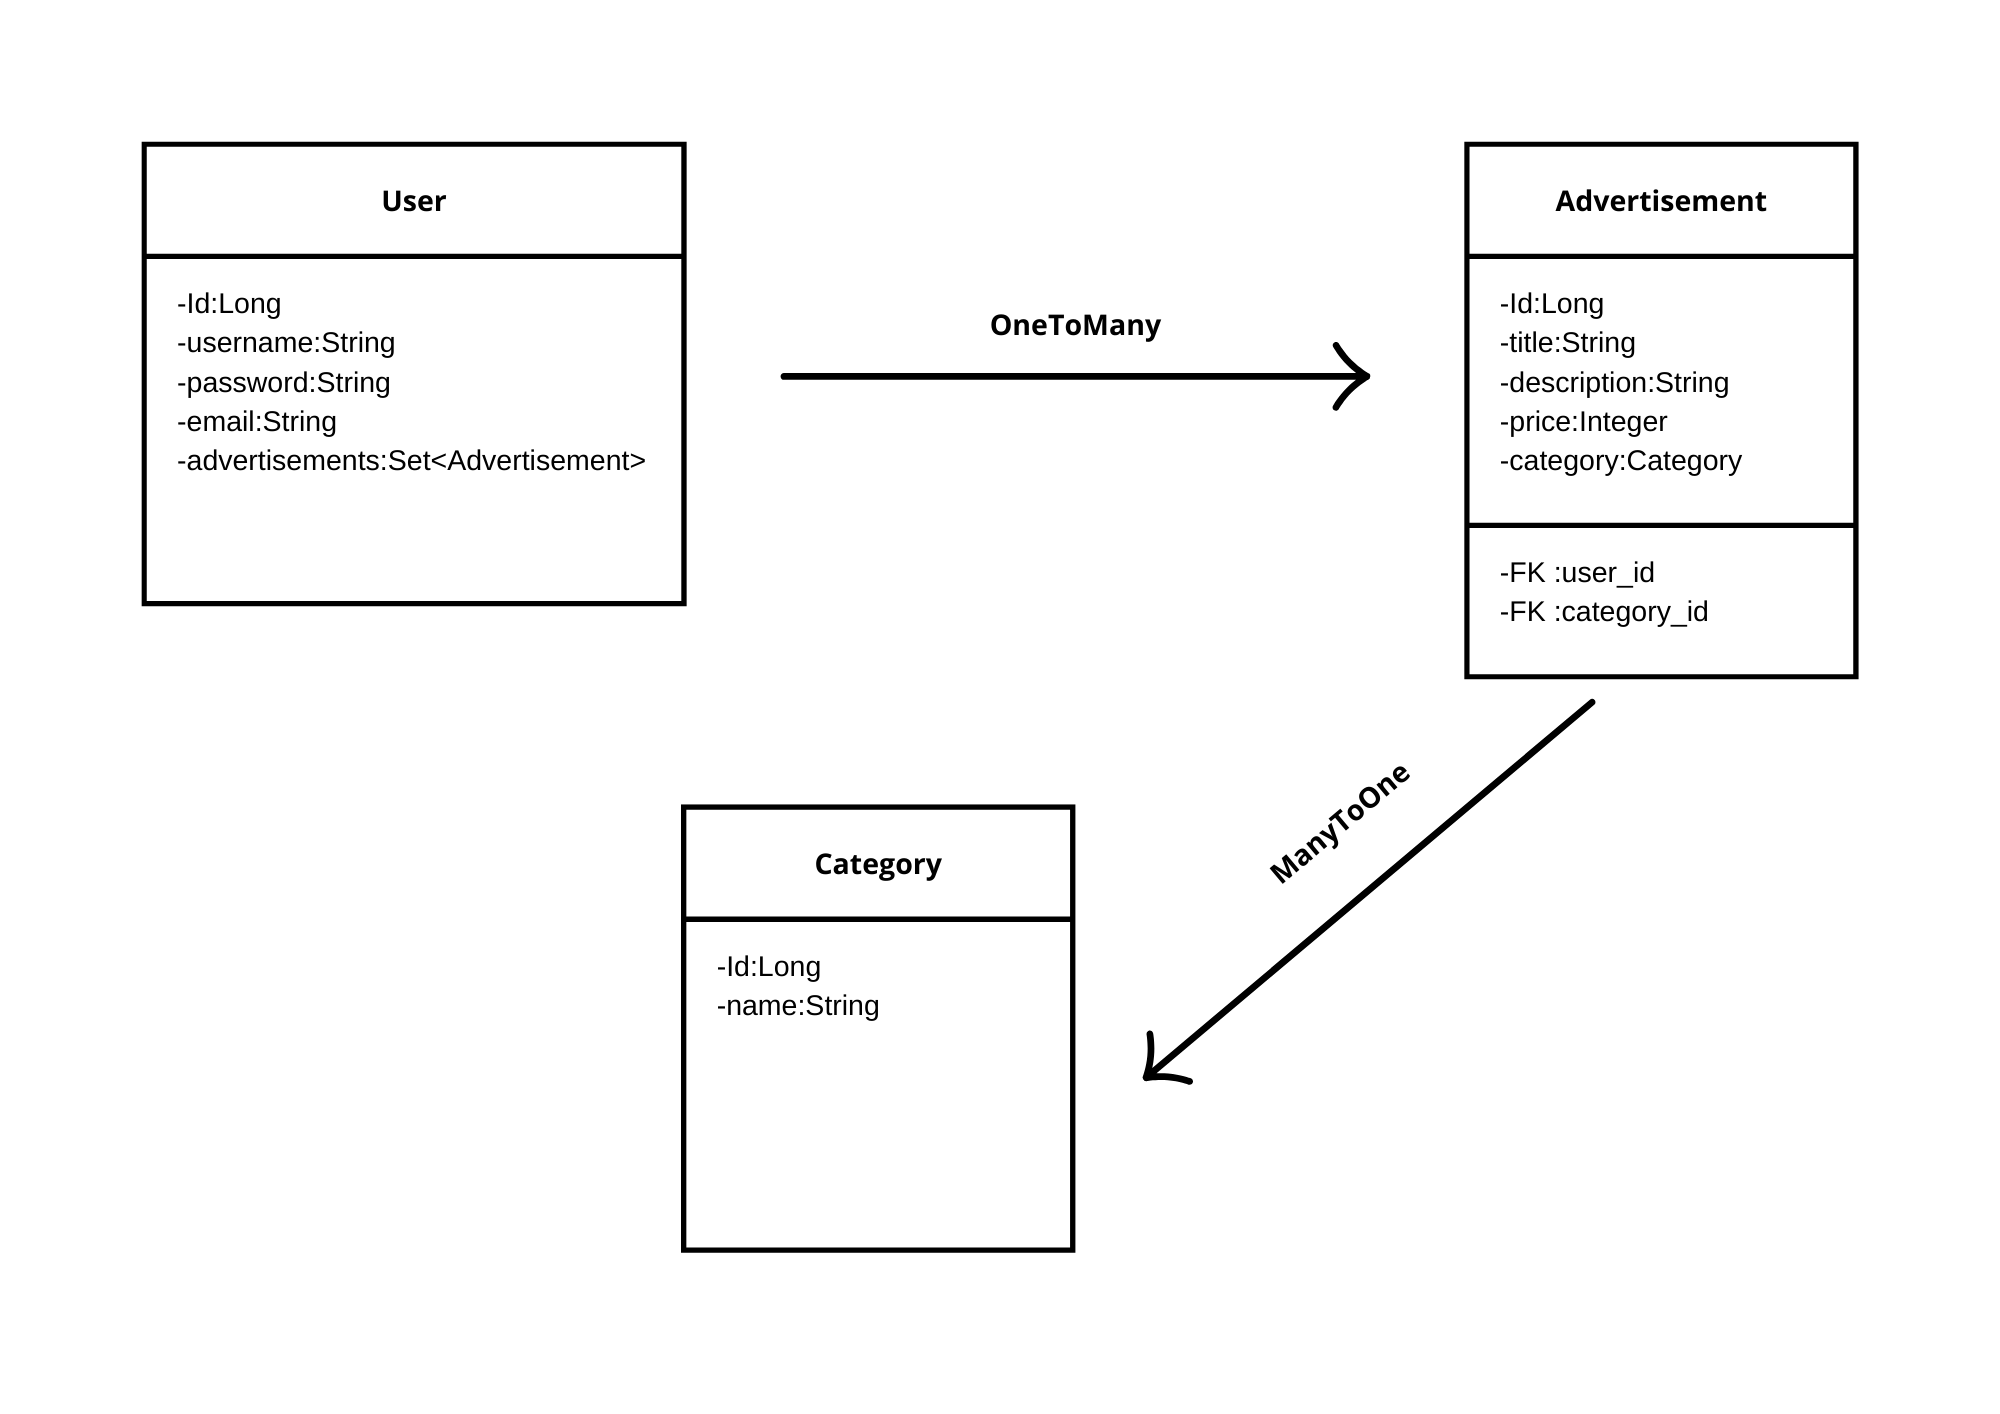 User
-Id:Long
-username:String
-password:String
-email:String
-advertisements:Set<Advertisement>
OneToMany
Advertisement
-Id:Long
-title:String
-description:String
-price:Integer
-category:Category
-FK :user_id
-FK :category_id
ManyToOne
Category
-Id:Long
-name:String